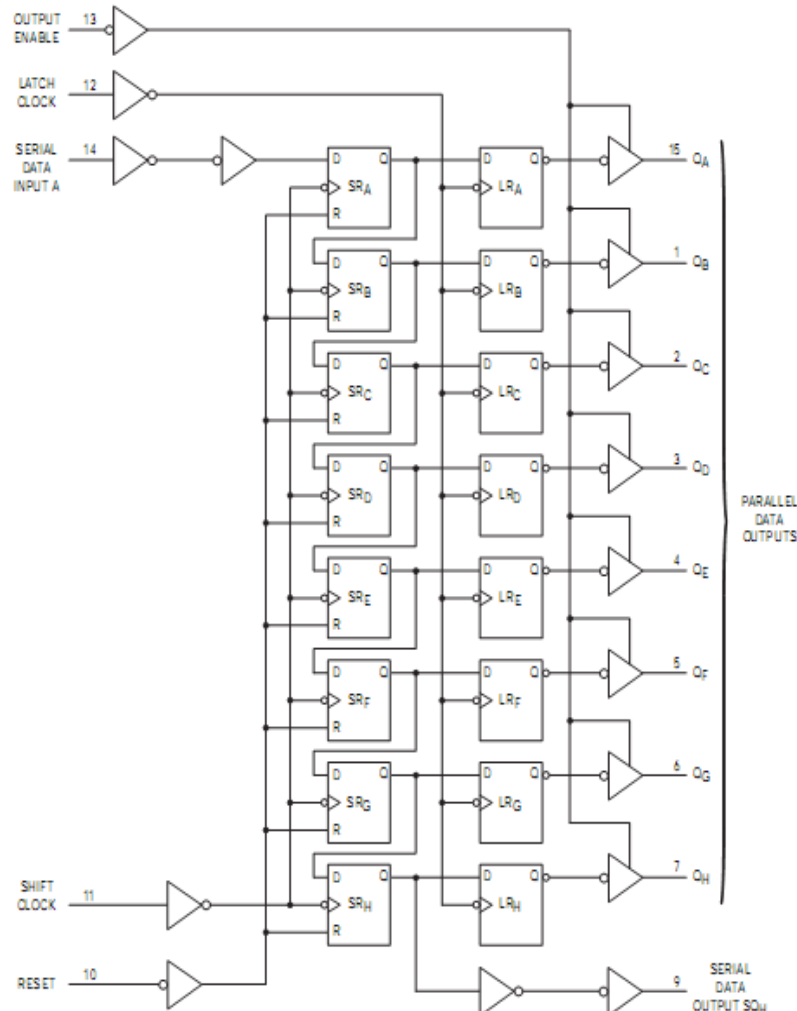 OUTPUT
ENABLE
13
LATCH
CLOCK
12
SERIAL
DATA
INPUT A
14
D Q
SRA
R
D
LRA
15
QA
D Q
SRB
R
D
LRB
1
QB
D Q
SRC
R
D
LRC
2
QC
D Q
SRD
R
D
LRD
3
QD
D Q
SRE
R
D
LRE
4
QE
D Q
SRF
R
D
LRF
5
QF
D Q
SRG
R
D
LRG
6
QG
D Q
SRH
R
D
LRH
7
QH
PARALLEL
DATA
OUTPUTS
SHIFT
CLOCK
11
RESET
10
9
SERIAL
DATA
OUTPUT SQH